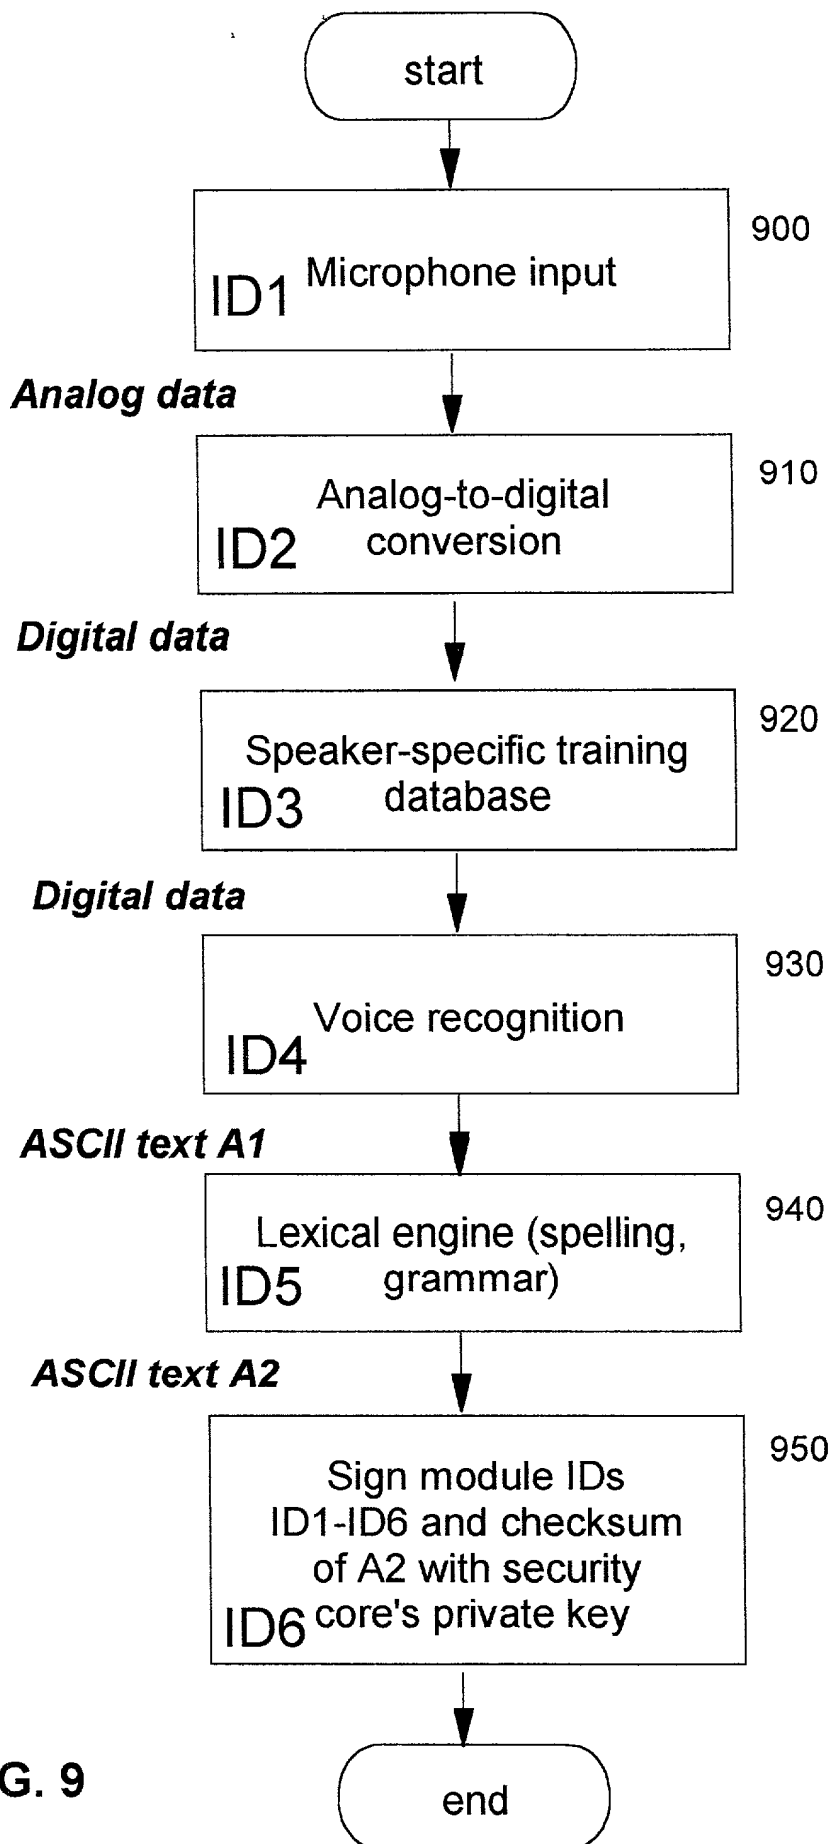 start
900
Microphone input
ID1
Analog data
910
Analog-to-digital
conversion
ID2
Digital data
920
Speaker-specific training
database
ID3
Digital data
930
Voice recognition
ID4
ASCII text A1
940
Lexical engine (spelling,
grammar)
ID5
ASCII text A2
950
Sign module IDs
ID1-ID6 and checksum
of A2 with security
core's private key
ID6
G. 9
end